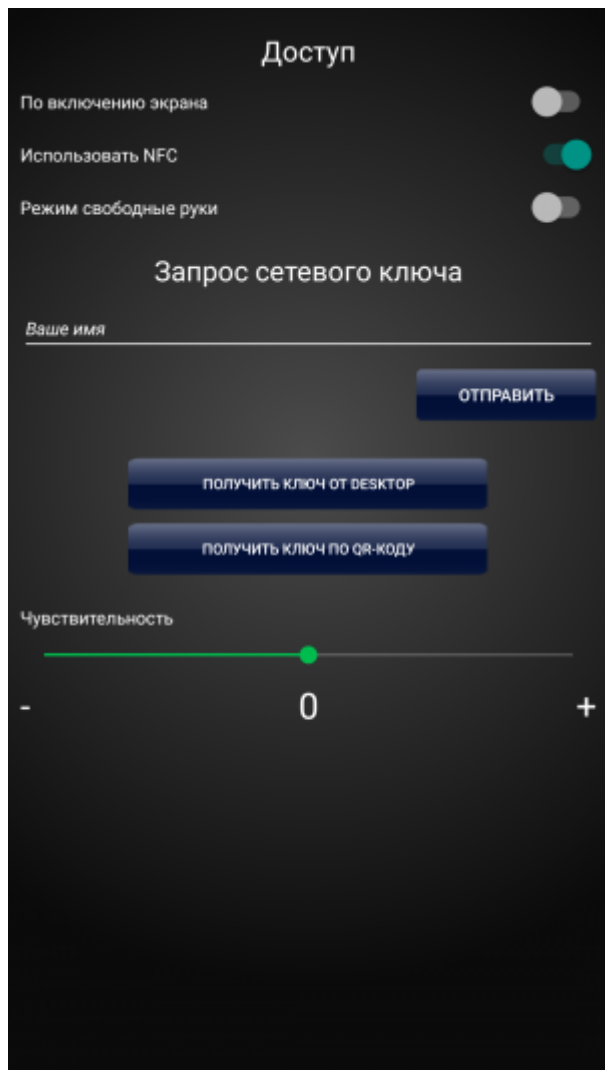 Доступ
По включению экрана
Использовать NFC
Режим свободные руки
Запрос сетевого ключа
Ваше имя
ОТПРАВИТЬ
ПОЛУЧИТЬ КЛЮЧ ОТ DESKTOP
ПОЛУЧИТЬ КЛЮЧ ПО QR-КОДУ
Чувствительность
- 0 +